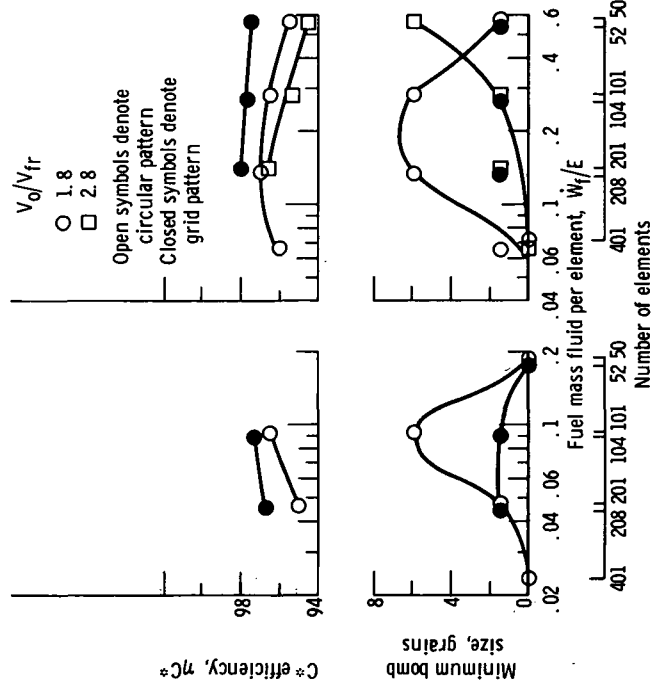 V₀/V_fr
○ 1.8
□ 2.8
Open symbols denote
circular pattern
Closed symbols denote
grid pattern
C* efficiency, ηC*
98
94
Minimum bomb
size, grains
8
4
0
.02 .04 .06 .1 .2
.04 .06 .1 .2 .4 .6
Fuel mass fluid per element, Ẇf/E
401 208 201 104 101 52 50
401 208 201 104 101 52 50
Number of elements